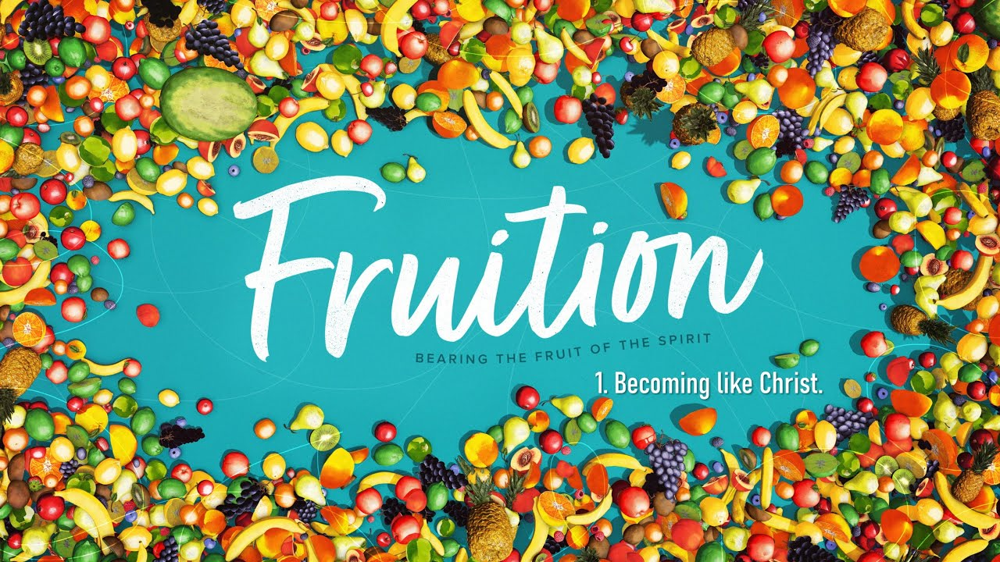 Fruition
BEARING THE FRUIT OF THE SPIRIT
1. Becoming like Christ.